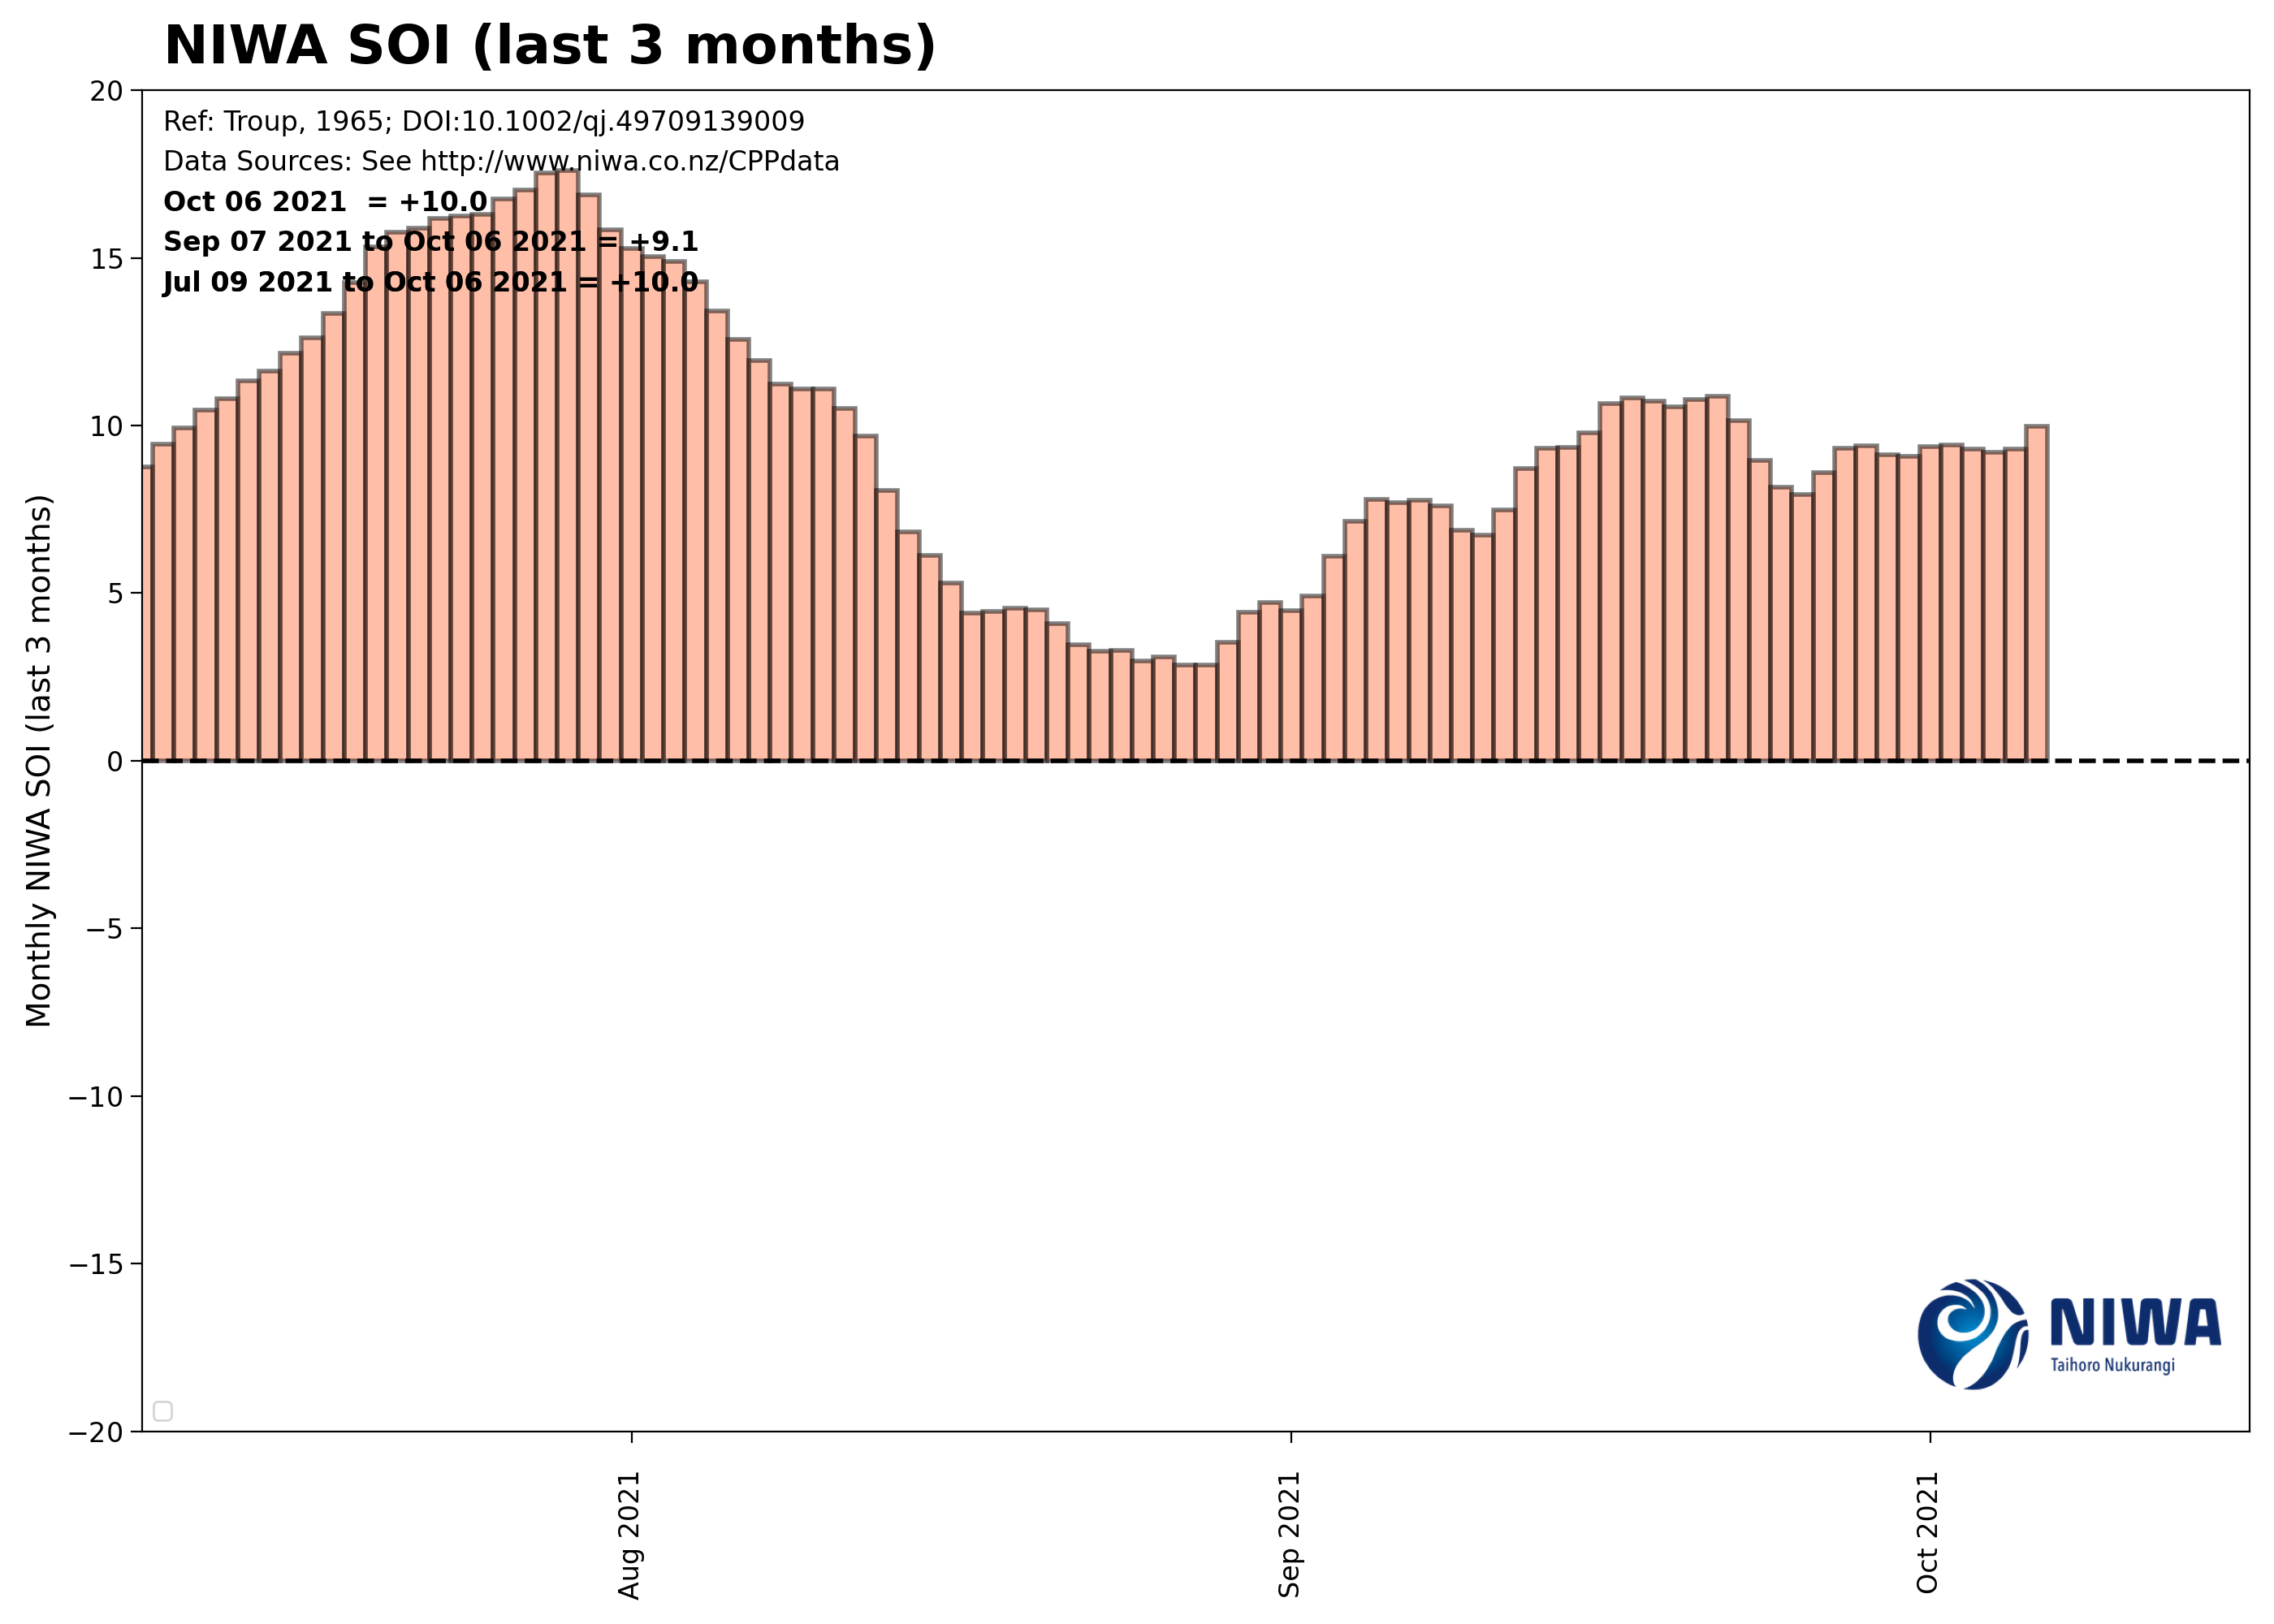 NIWA SOI (last 3 months)
Ref: Troup, 1965; DOI:10.1002/qj.49709139009
Data Sources: See http://www.niwa.co.nz/CPPdata
Oct 06 2021  = +10.0
Sep 07 2021 to Oct 06 2021 = +9.1
Jul 09 2021 to Oct 06 2021 = +10.0
Monthly NIWA SOI (last 3 months)
20
15
10
5
0
−5
−10
−15
−20
NIWA
Taihoro Nukurangi
Aug 2021
Sep 2021
Oct 2021